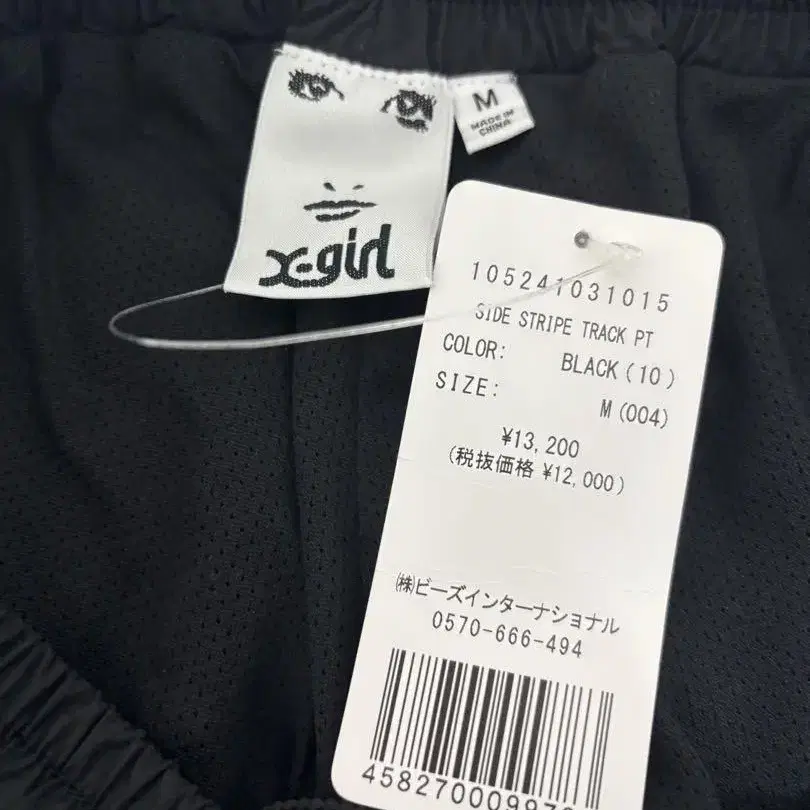 x-girl
M
MADE IN
CHINA
105241031015
SIDE STRIPE TRACK PT
COLOR: BLACK(10)
SIZE: M(004)
¥13,200
(税抜価格 ¥12,000)
㈱ビーズインターナショナル
0570-666-494